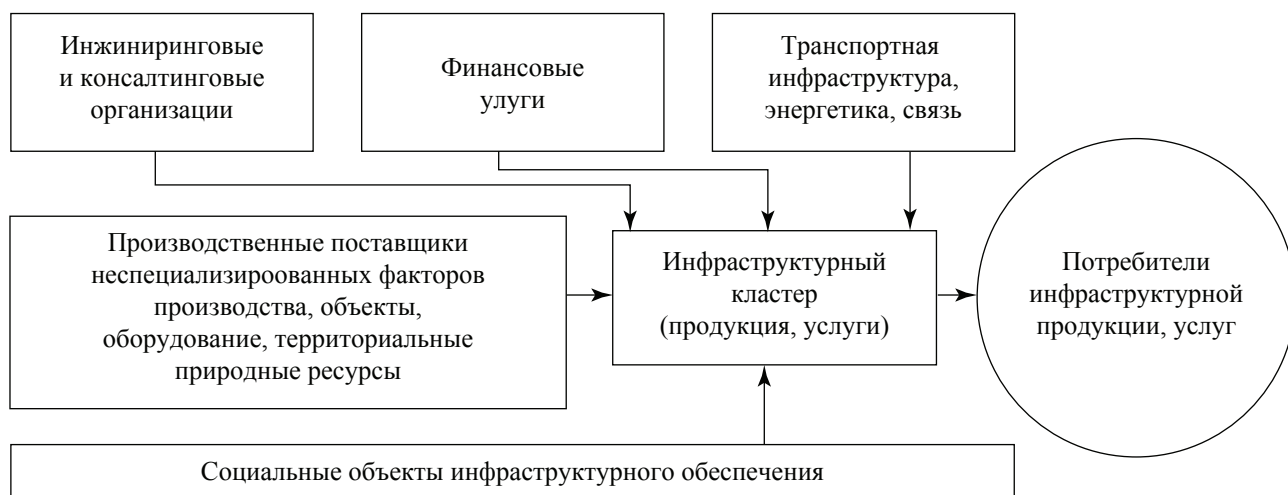 Инжиниринговые
и консалтинговые
организации
Финансовые
улуги
Транспортная
инфраструктура,
энергетика, связь
Производственные поставщики
неспециализироованных факторов
производства, объекты,
оборудование, территориальные
природные ресурсы
Инфраструктурный
кластер
(продукция, услуги)
Потребители
инфраструктурной
продукции, услуг
Социальные объекты инфраструктурного обеспечения